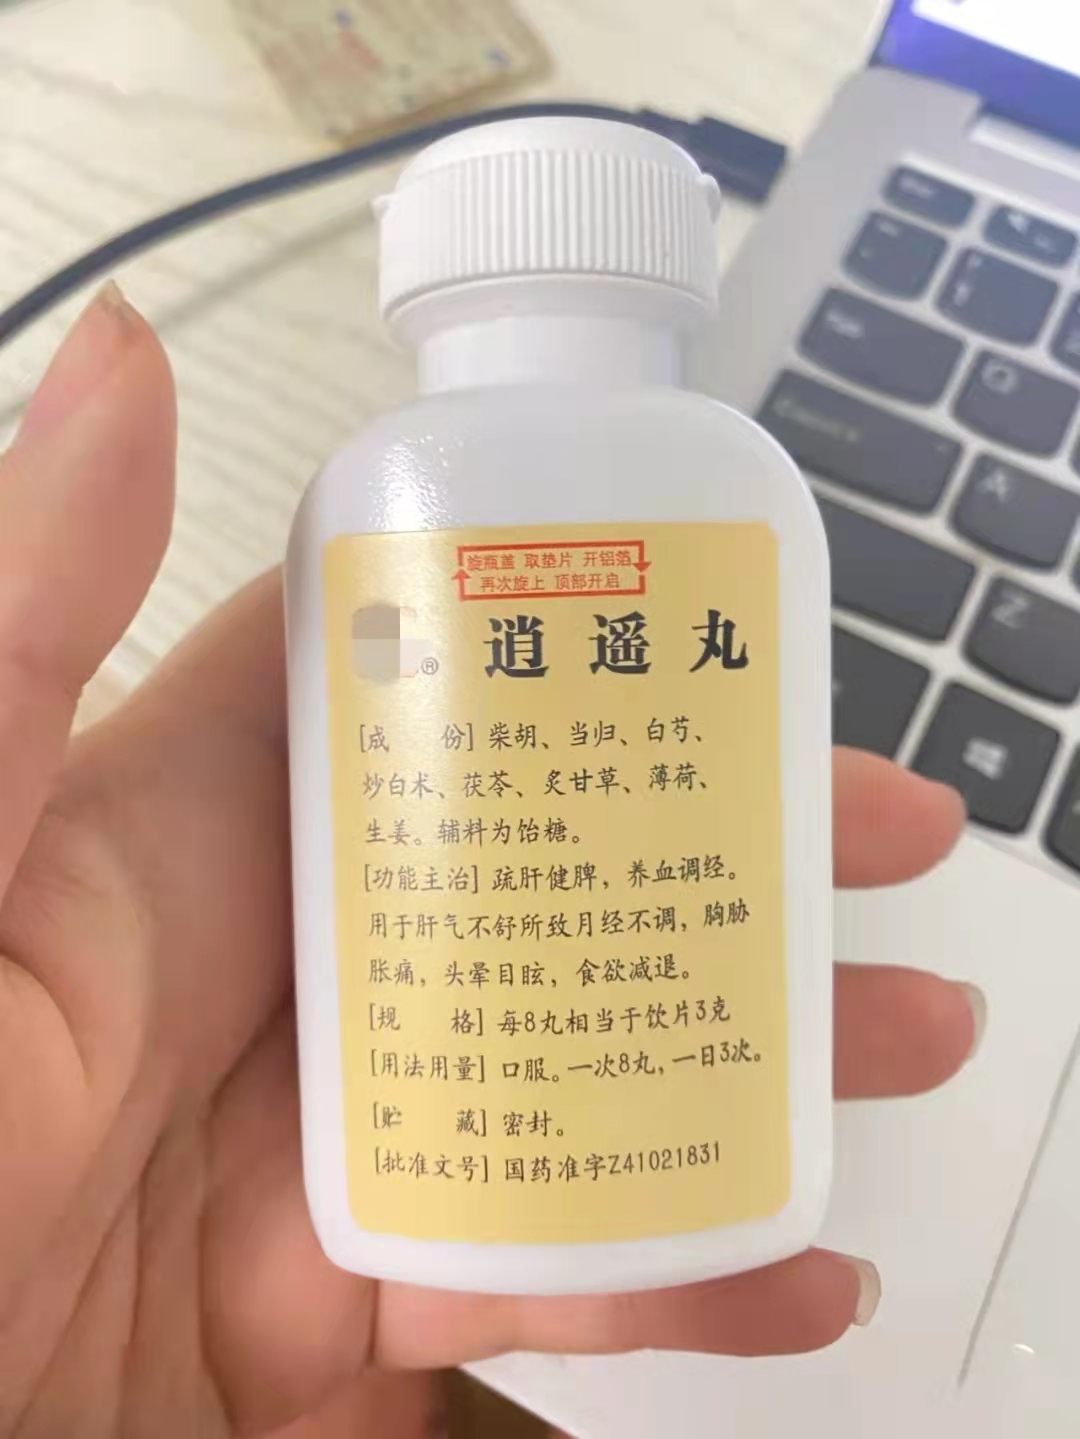 旋瓶盖 取垫片 开铝箔
再次旋上 顶部开启
® 逍遥丸
[成 份] 柴胡、当归、白芍、
炒白术、茯苓、炙甘草、薄荷、
生姜。辅料为饴糖。
[功能主治] 疏肝健脾，养血调经。
用于肝气不舒所致月经不调，胸胁
胀痛，头晕目眩，食欲减退。
[规 格] 每8丸相当于饮片3克
[用法用量] 口服。一次8丸，一日3次。
[贮 藏] 密封。
[批准文号] 国药准字Z41021831
A
Z